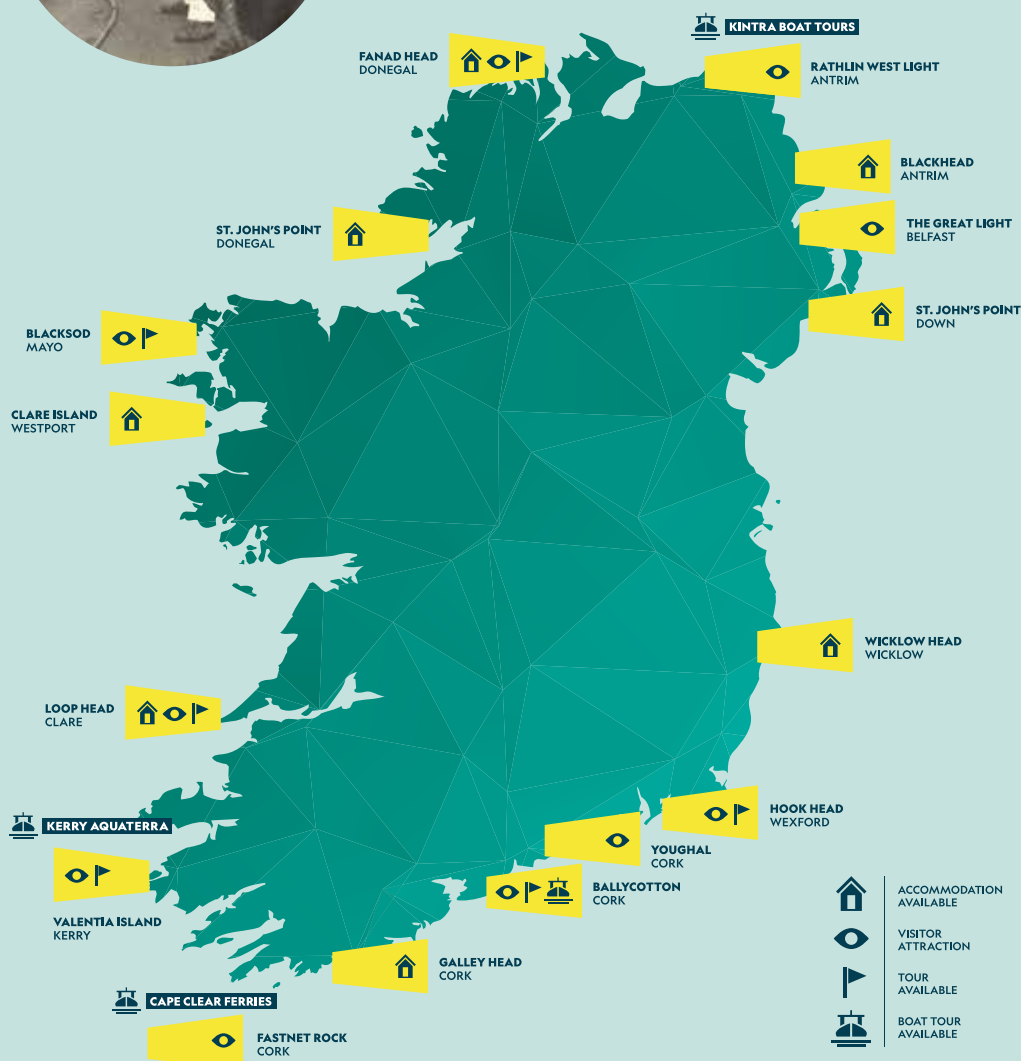 KINTRA BOAT TOURS
FANAD HEAD
DONEGAL
RATHLIN WEST LIGHT
ANTRIM
BLACKHEAD
ANTRIM
ST. JOHN'S POINT
DONEGAL
THE GREAT LIGHT
BELFAST
ST. JOHN'S POINT
DOWN
BLACKSOD
MAYO
CLARE ISLAND
WESTPORT
WICKLOW HEAD
WICKLOW
LOOP HEAD
CLARE
HOOK HEAD
WEXFORD
KERRY AQUATERRA
YOUGHAL
CORK
BALLYCOTTON
CORK
VALENTIA ISLAND
KERRY
GALLEY HEAD
CORK
CAPE CLEAR FERRIES
FASTNET ROCK
CORK
ACCOMMODATION
AVAILABLE
VISITOR
ATTRACTION
TOUR
AVAILABLE
BOAT TOUR
AVAILABLE